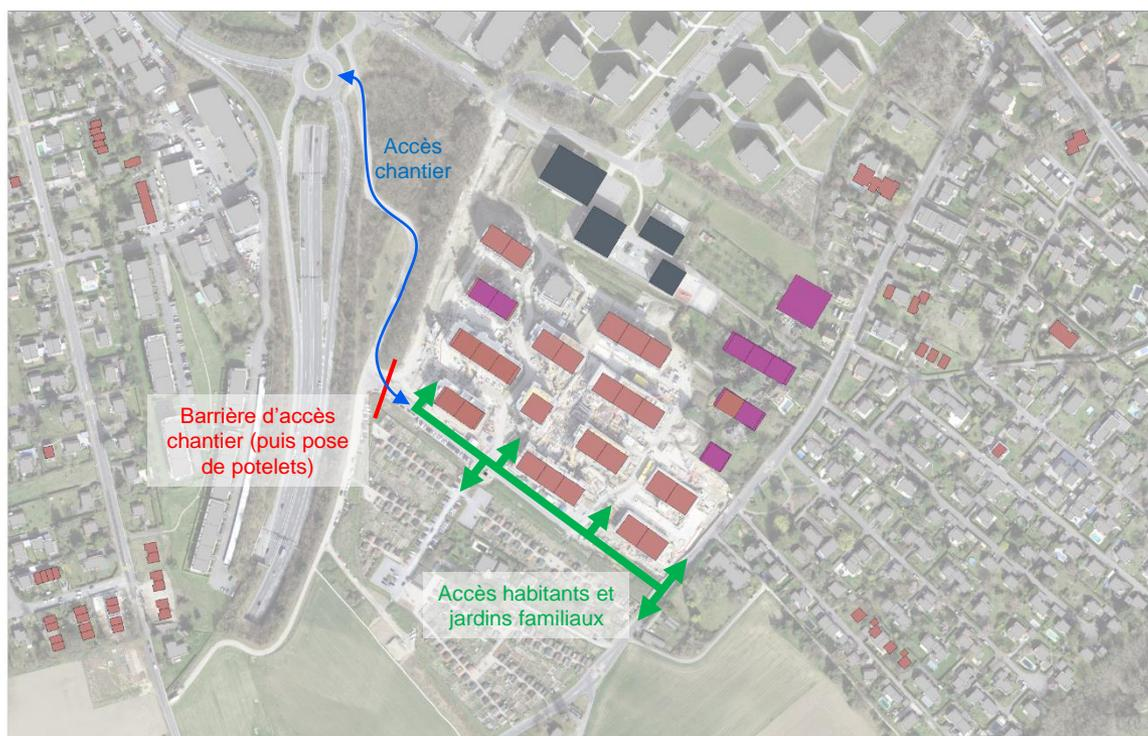 Accès
chantier
Barrière d’accès
chantier (puis pose
de potelets)
Accès habitants et
jardins familiaux